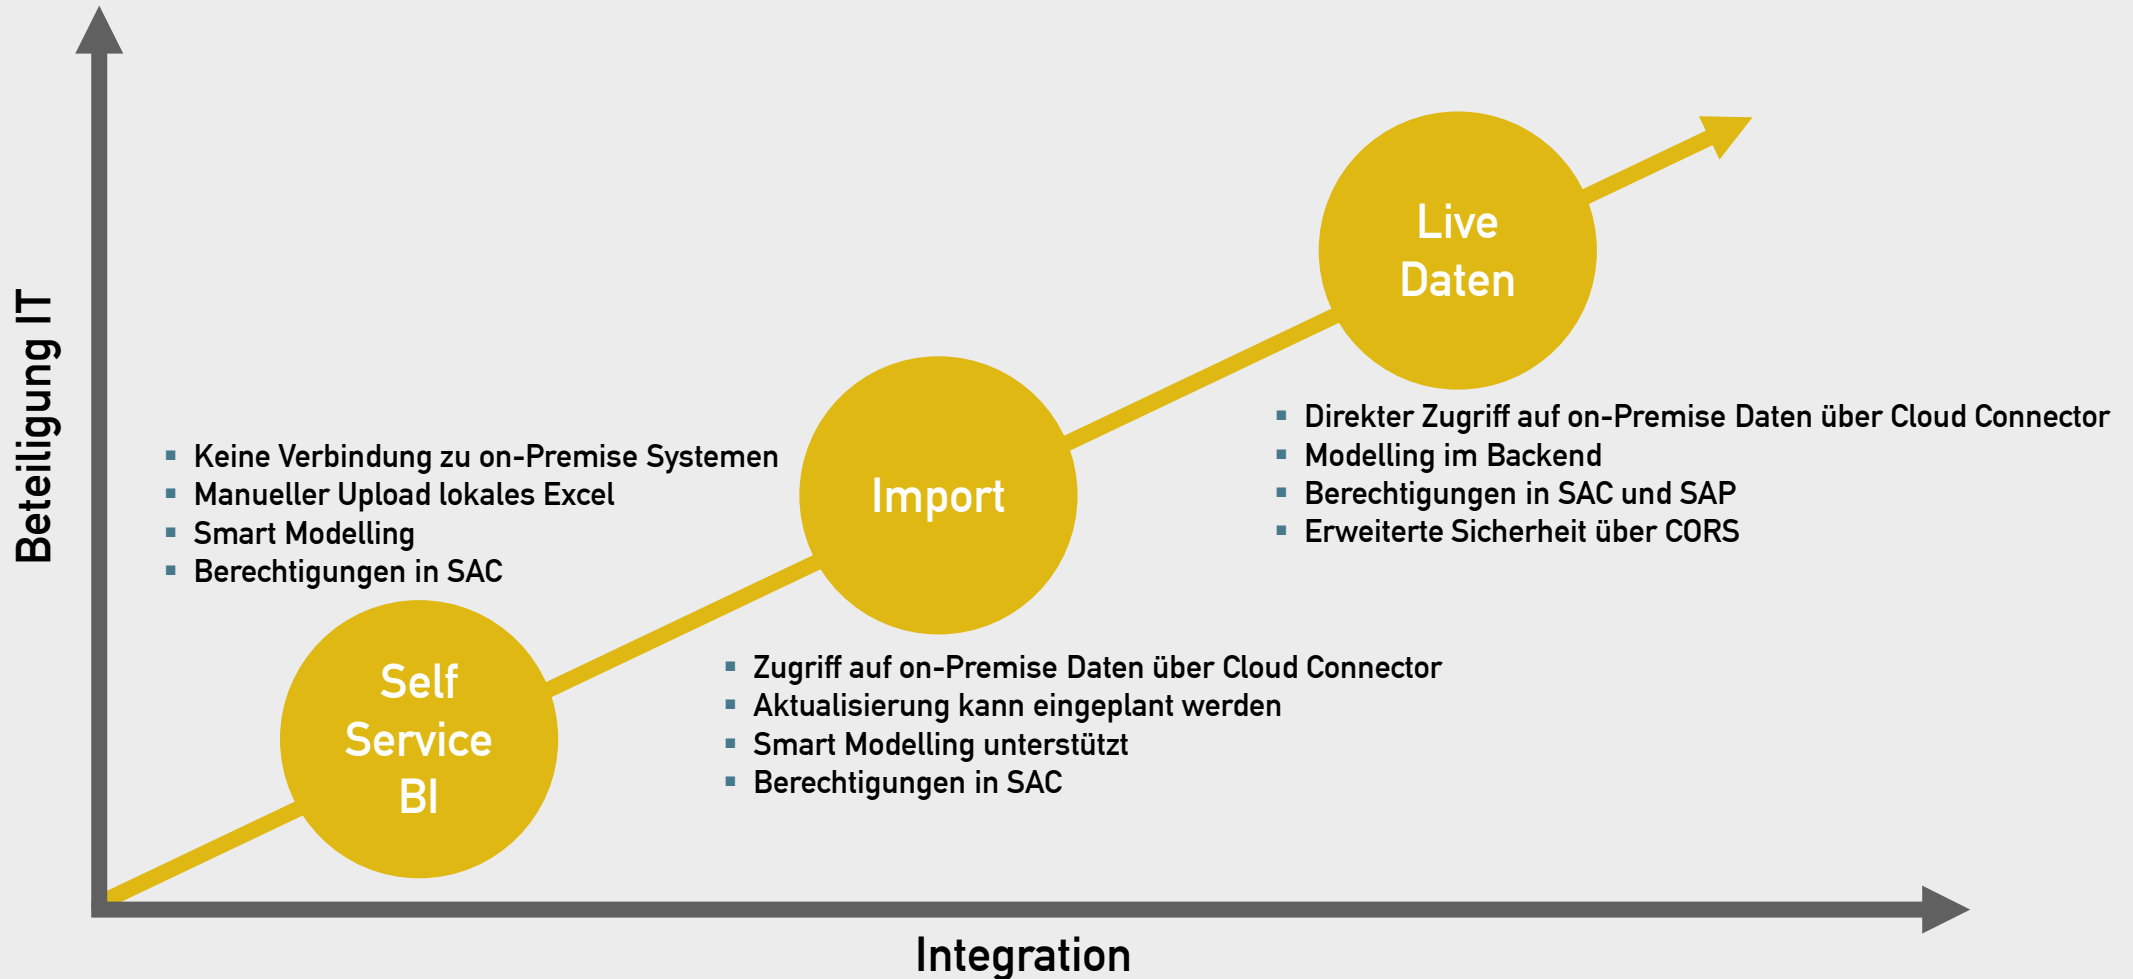 Beteiligung IT
Live
Daten
▪ Direkter Zugriff auf on-Premise Daten über Cloud Connector
▪ Modelling im Backend
▪ Berechtigungen in SAC und SAP
▪ Erweiterte Sicherheit über CORS
Import
▪ Zugriff auf on-Premise Daten über Cloud Connector
▪ Aktualisierung kann eingeplant werden
▪ Smart Modelling unterstützt
▪ Berechtigungen in SAC
▪ Keine Verbindung zu on-Premise Systemen
▪ Manueller Upload lokales Excel
▪ Smart Modelling
▪ Berechtigungen in SAC
Self
Service
BI
Integration